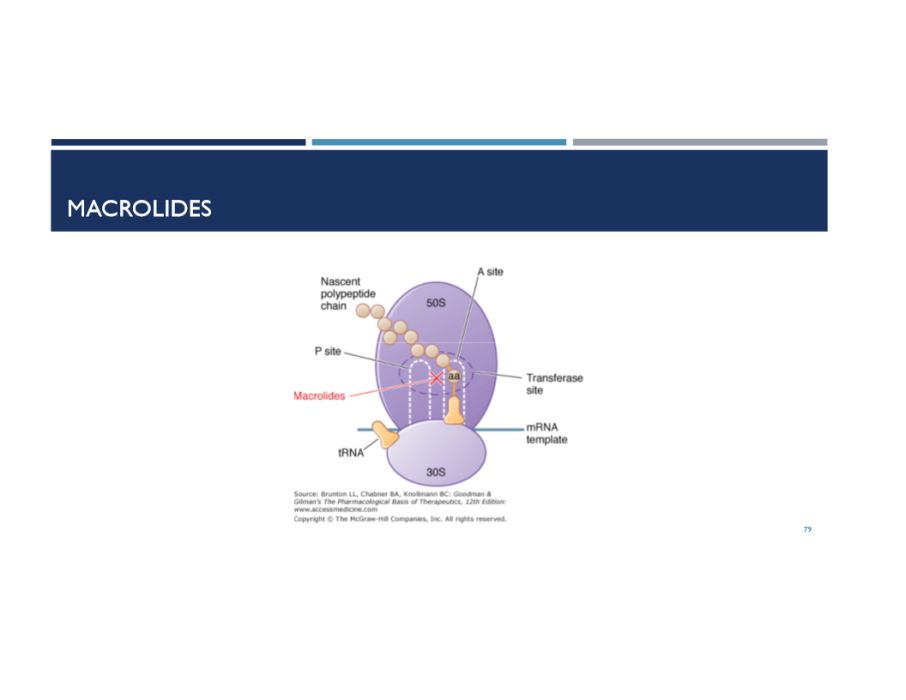 MACROLIDES
A site
Nascent
polypeptide
chain
50S
P site
aa
Transferase
site
Macrolides
mRNA
template
tRNA
30S
Source: Brunton LL, Chabner BA, Knollmann BC: Goodman &
Gilman's The Pharmacological Basis of Therapeutics, 12th Edition:
www.accessmedicine.com
Copyright © The McGraw-Hill Companies, Inc. All rights reserved.
79